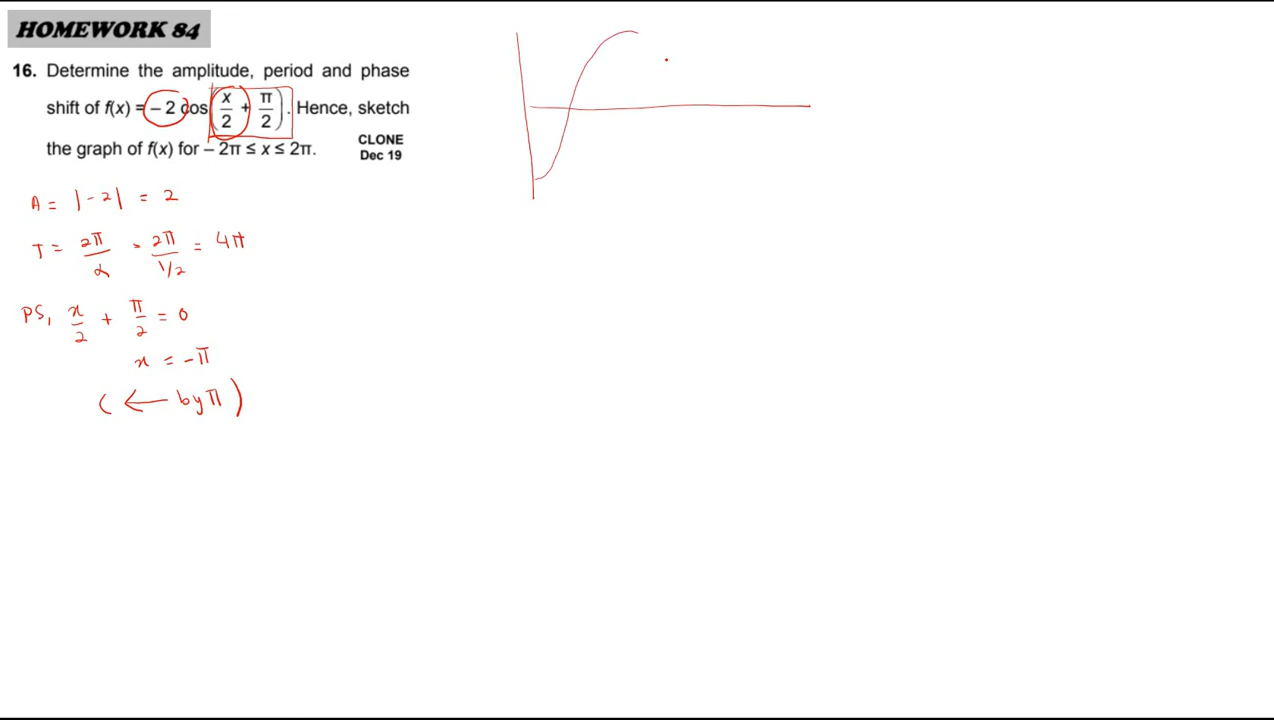 HOMEWORK 84
16. Determine the amplitude, period and phase
shift of f(x) = – 2 cos (x/2 + π/2). Hence, sketch
the graph of f(x) for – 2π ≤ x ≤ 2π.
CLONE
Dec 19
A = |-2| = 2
T = 2π/α = 2π/1/2 = 4π
PS, x/2 + π/2 = 0
x = -π
(← by π)